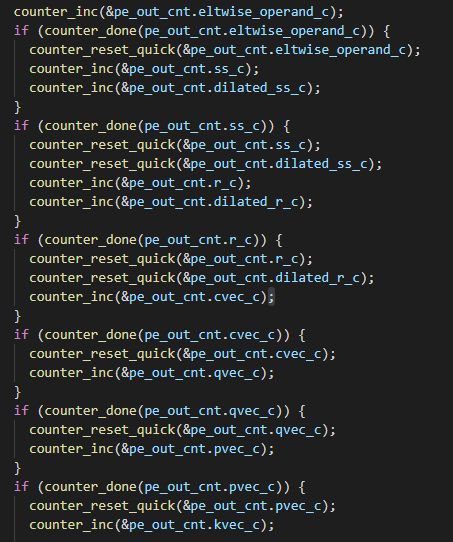 counter_inc(&pe_out_cnt.eltwise_operand_c);
if (counter_done(pe_out_cnt.eltwise_operand_c)) {
counter_reset_quick(&pe_out_cnt.eltwise_operand_c);
counter_inc(&pe_out_cnt.ss_c);
counter_inc(&pe_out_cnt.dilated_ss_c);
}
if (counter_done(pe_out_cnt.ss_c)) {
counter_reset_quick(&pe_out_cnt.ss_c);
counter_reset_quick(&pe_out_cnt.dilated_ss_c);
counter_inc(&pe_out_cnt.r_c);
counter_inc(&pe_out_cnt.dilated_r_c);
}
if (counter_done(pe_out_cnt.r_c)) {
counter_reset_quick(&pe_out_cnt.r_c);
counter_reset_quick(&pe_out_cnt.dilated_r_c);
counter_inc(&pe_out_cnt.cvec_c);
}
if (counter_done(pe_out_cnt.cvec_c)) {
counter_reset_quick(&pe_out_cnt.cvec_c);
counter_inc(&pe_out_cnt.qvec_c);
}
if (counter_done(pe_out_cnt.qvec_c)) {
counter_reset_quick(&pe_out_cnt.qvec_c);
counter_inc(&pe_out_cnt.pvec_c);
}
if (counter_done(pe_out_cnt.pvec_c)) {
counter_reset_quick(&pe_out_cnt.pvec_c);
counter_inc(&pe_out_cnt.kvec_c);